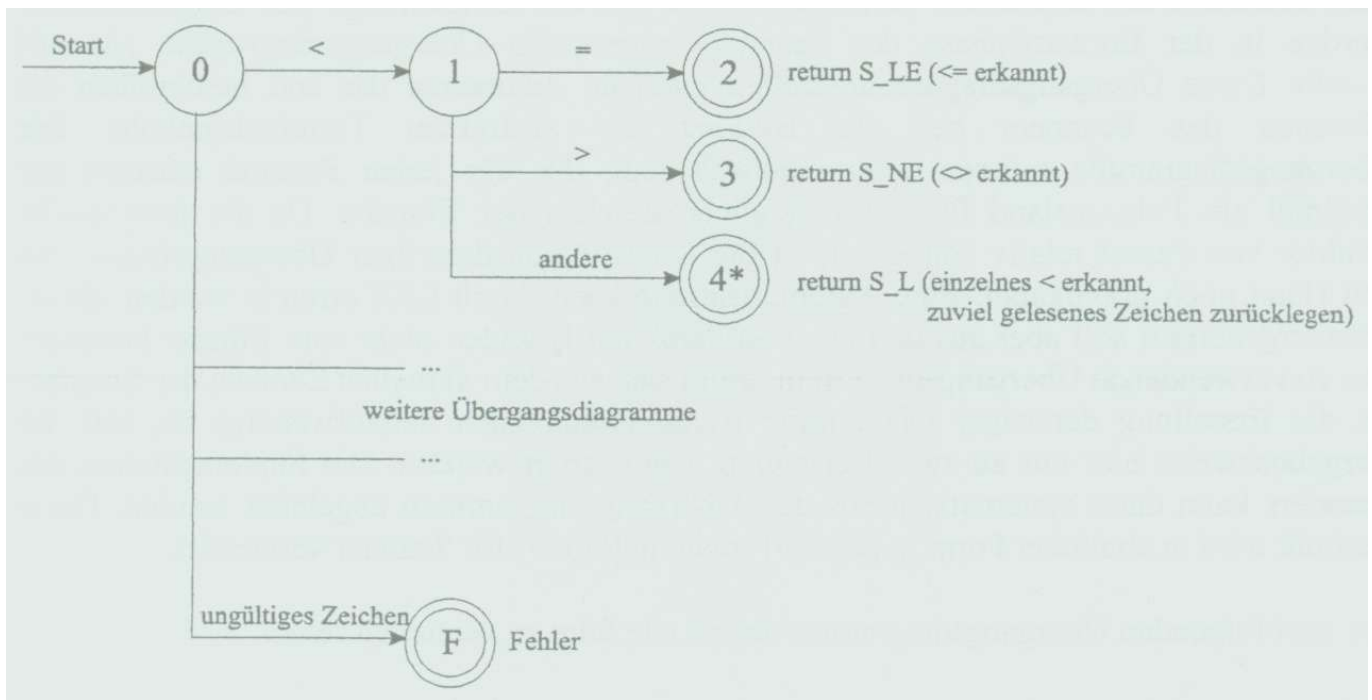 Start
<
=
0
1
2
return S_LE (<= erkannt)
>
3
return S_NE (<> erkannt)
andere
4*
return S_L (einzelnes < erkannt,
zuviel gelesenes Zeichen zurücklegen)
...
weitere Übergangsdiagramme
...
ungültiges Zeichen
F
Fehler